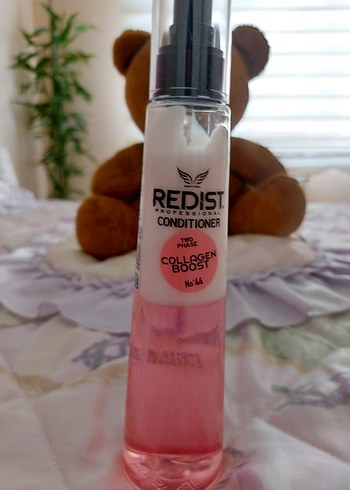 REDIST
PROFESSIONAL
CONDITIONER
TWO
PHASE
COLLAGEN
BOOST
No:44